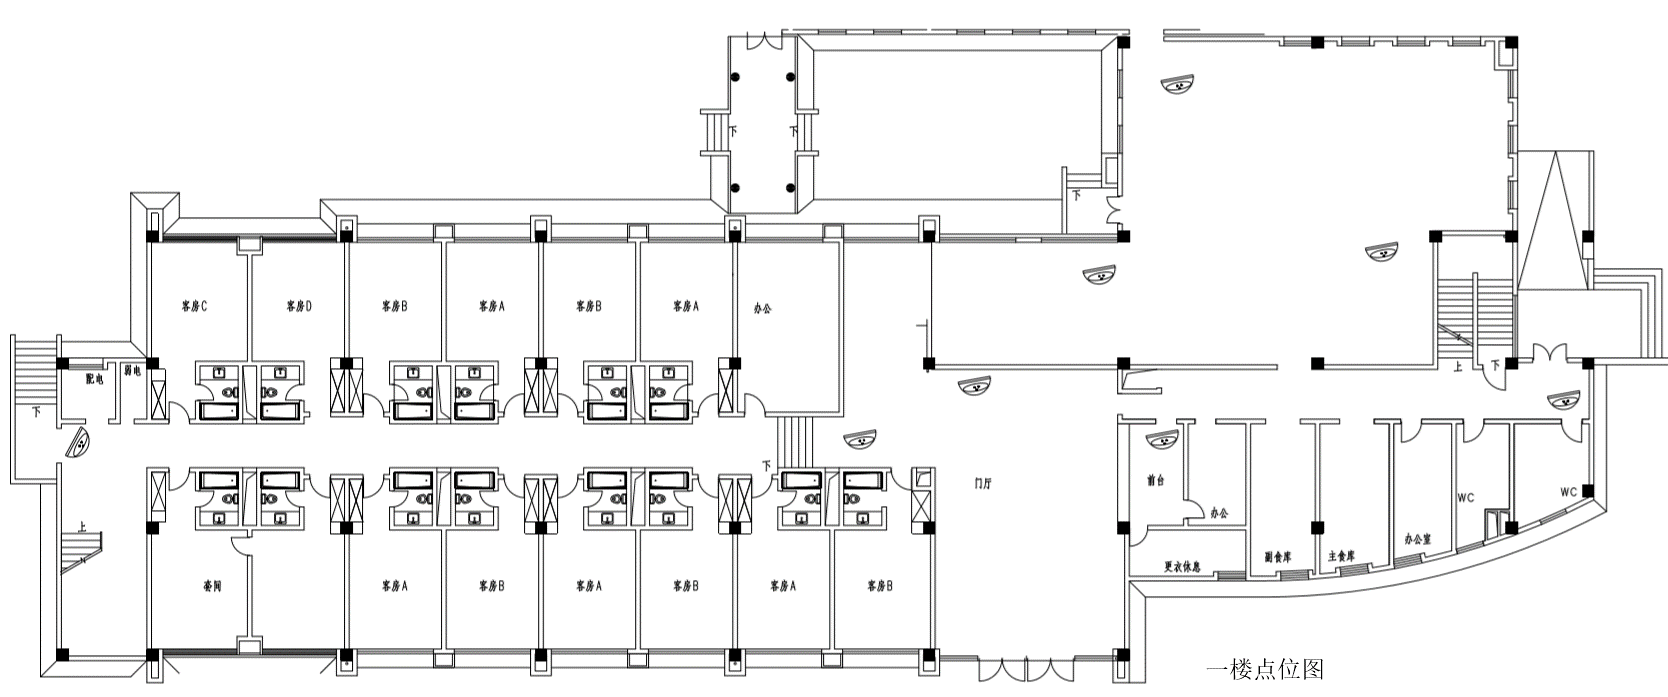 下
下
下
客房C
客房D
客房B
客房A
客房B
客房A
办公
配电
弱电
上
下
下
下
上
前台
门厅
WC
WC
办公
办公室
副食库
主食库
更衣休息
套间
客房A
客房B
客房A
客房B
客房A
客房B
一楼点位图